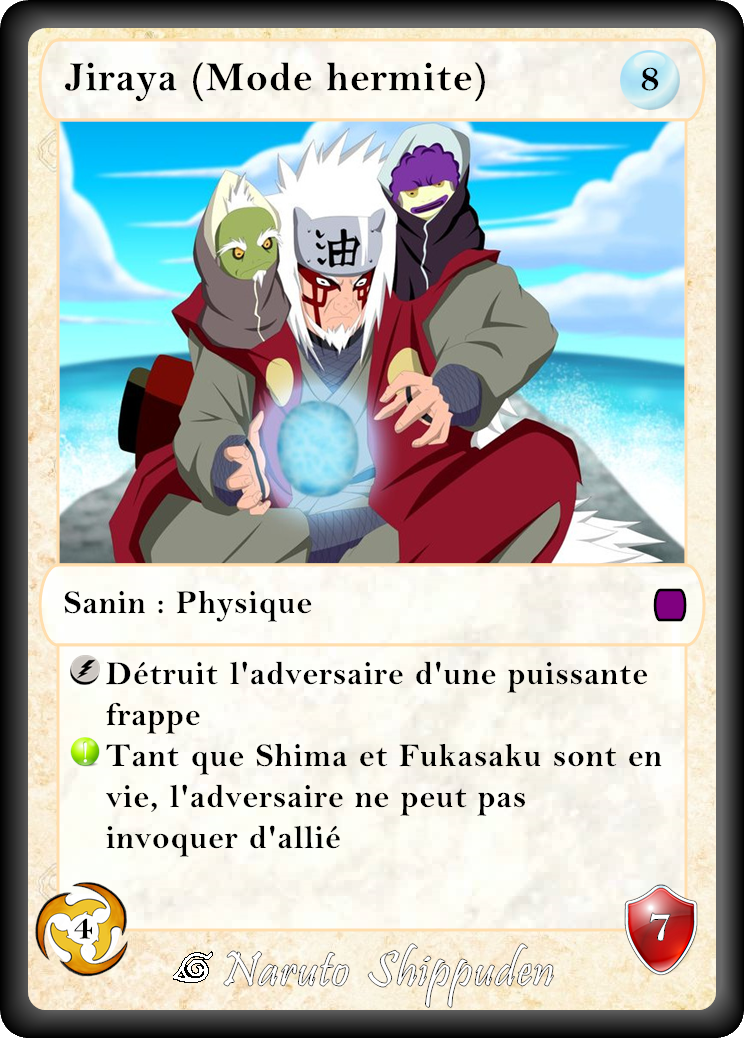 Jiraya (Mode hermite)
8
油
Sanin : Physique
Détruit l'adversaire d'une puissante
frappe
Tant que Shima et Fukasaku sont en
vie, l'adversaire ne peut pas
invoquer d'allié
4
7
Naruto Shippuden